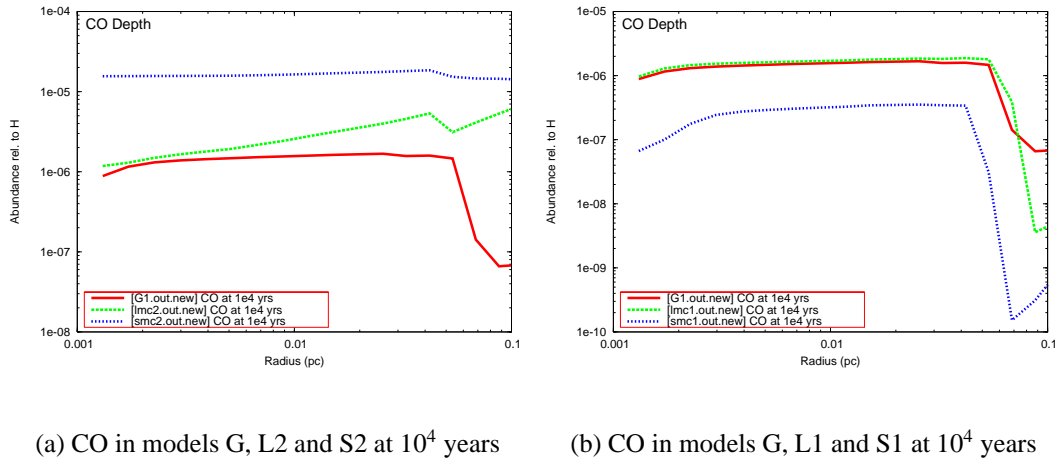 CO Depth
1e-04
1e-05
1e-06
1e-07
1e-08
Abundance rel. to H
[G1.out.new] CO at 1e4 yrs
[lmc2.out.new] CO at 1e4 yrs
[smc2.out.new] CO at 1e4 yrs
0.001
0.01
0.1
Radius (pc)
(a) CO in models G, L2 and S2 at 10⁴ years
CO Depth
1e-05
1e-06
1e-07
1e-08
1e-09
1e-10
Abundance rel. to H
[G1.out.new] CO at 1e4 yrs
[lmc1.out.new] CO at 1e4 yrs
[smc1.out.new] CO at 1e4 yrs
0.001
0.01
0.1
Radius (pc)
(b) CO in models G, L1 and S1 at 10⁴ years